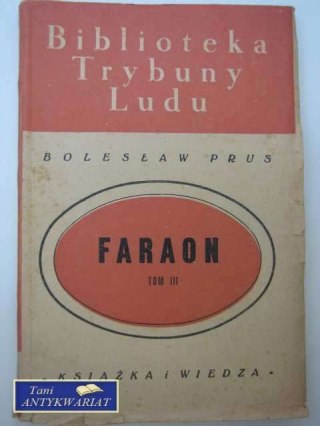 Biblioteka
Trybuny
Ludu
BOLESŁAW PRUS
FARAON
TOM III
KSIĄŻKA i WIEDZA
Tani
ANTYKWARIAT